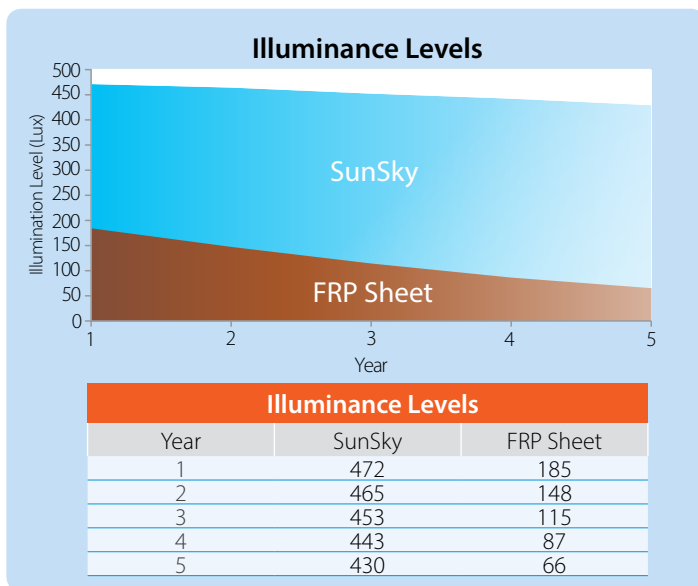 Illuminance Levels
500
450
400
350
300
250
200
150
100
50
0
Illumination Level (Lux)
SunSky
FRP Sheet
1 2 3 4 5
Year
Illuminance Levels
Year SunSky FRP Sheet
1 472 185
2 465 148
3 453 115
4 443 87
5 430 66